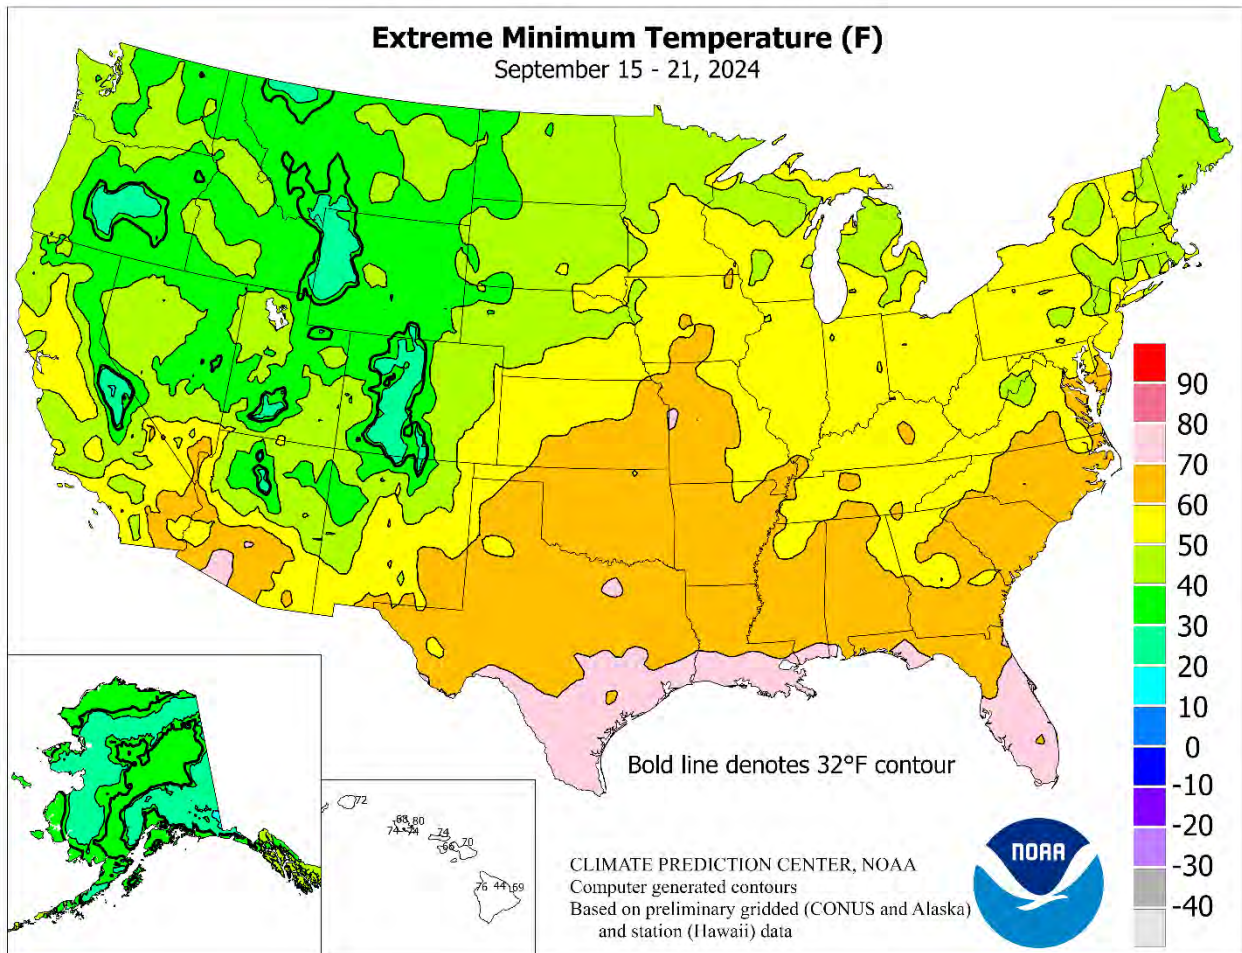 Extreme Minimum Temperature (F)
September 15 - 21, 2024
90
80
70
60
50
40
30
20
10
0
-10
-20
-30
-40
Bold line denotes 32°F contour
72
68 80
74 74
74
66 70
76 44 69
CLIMATE PREDICTION CENTER, NOAA
Computer generated contours
Based on preliminary gridded (CONUS and Alaska)
and station (Hawaii) data
NOAA